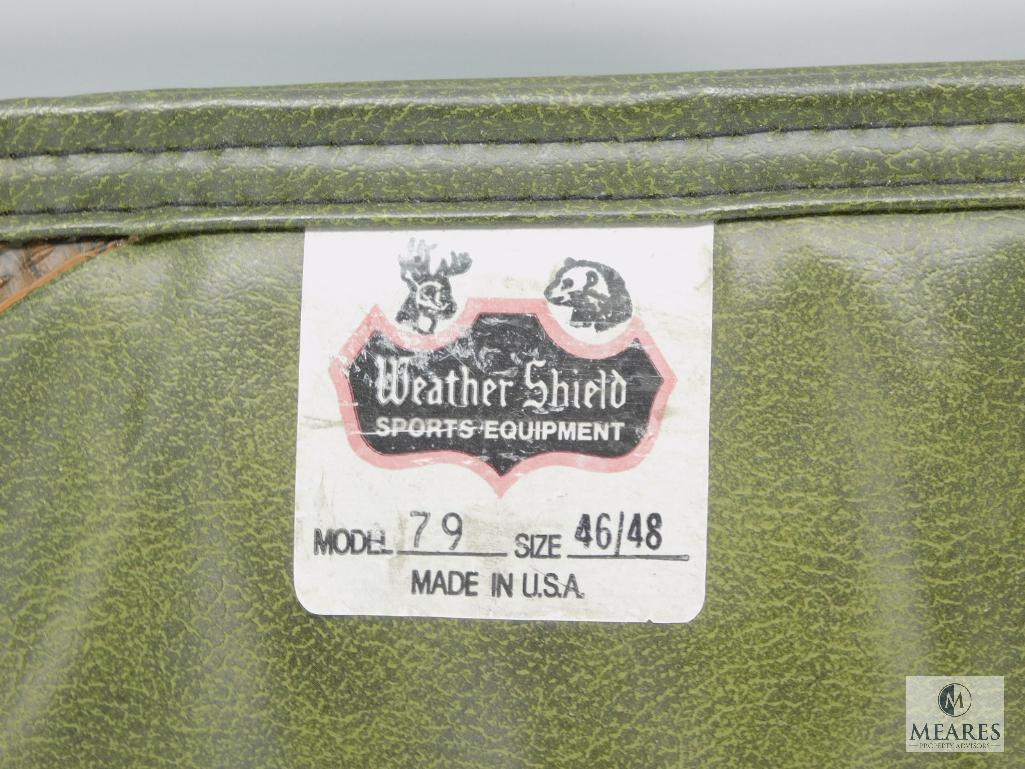 Weather Shield
SPORTS EQUIPMENT
MODEL 79 SIZE 46/48
MADE IN U.S.A.
M
MEARES
PROPERTY ADVISORS